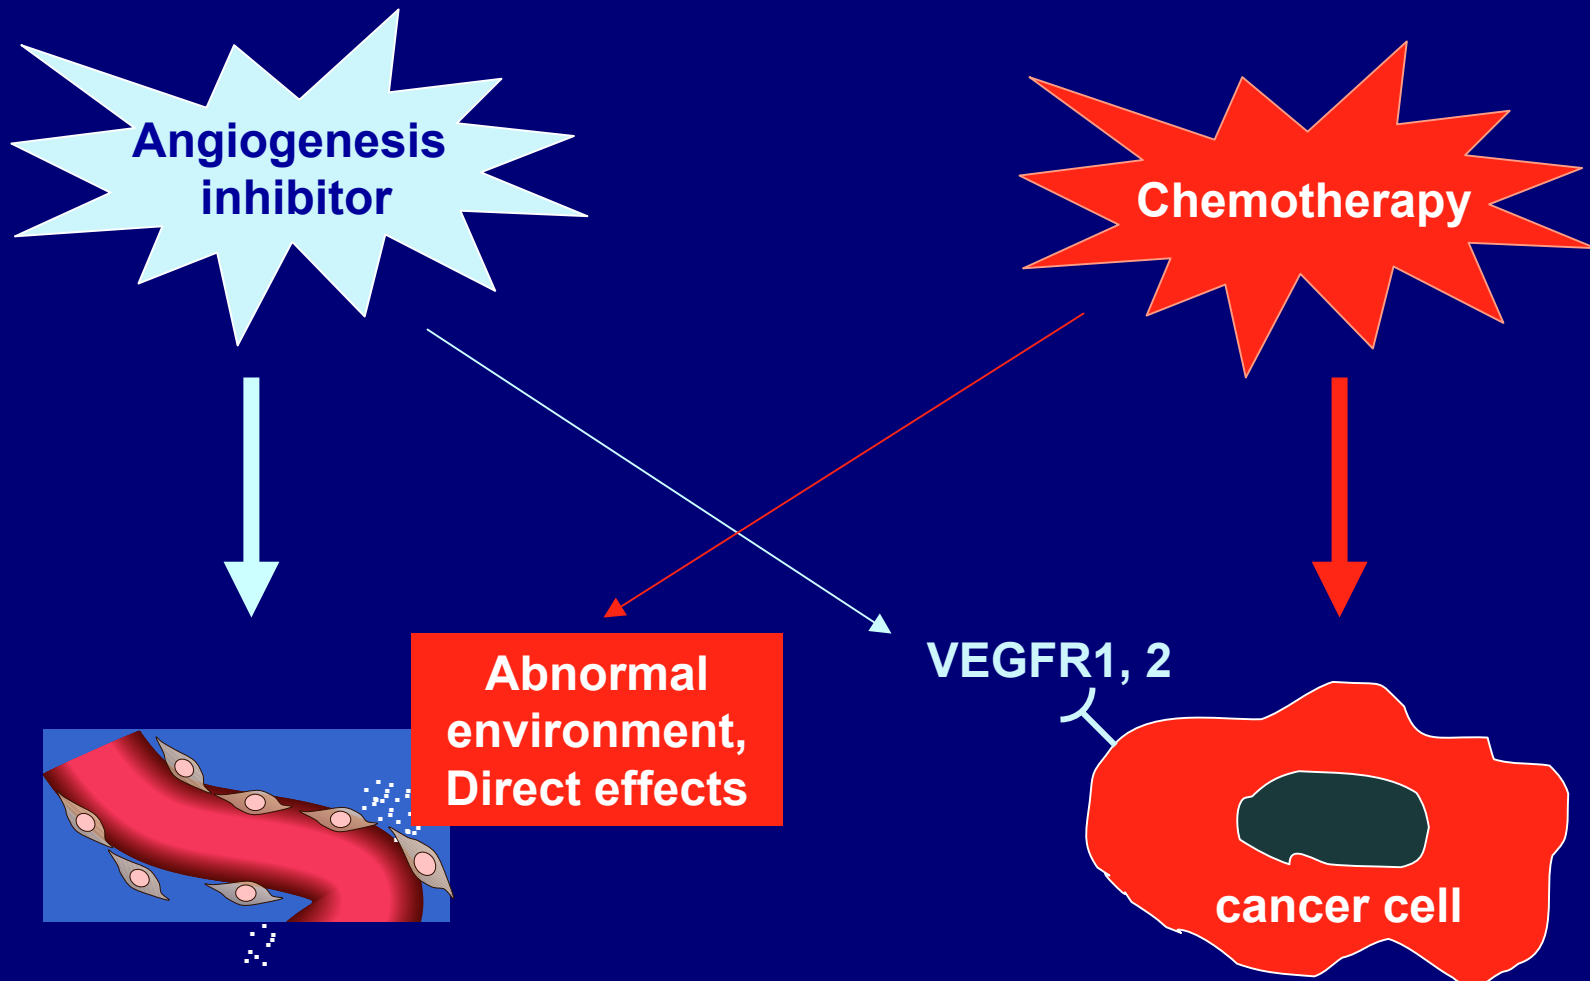 Angiogenesis
inhibitor
Chemotherapy
Abnormal
environment,
Direct effects
VEGFR1, 2
cancer cell